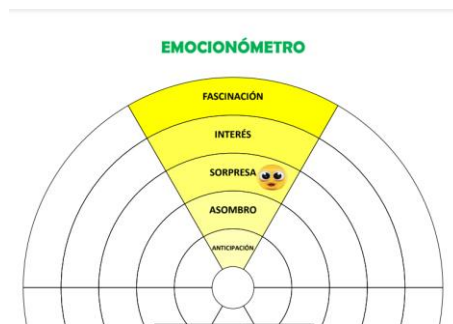 EMOCIONÓMETRO
FASCINACIÓN
INTERÉS
SORPRESA
ASOMBRO
ANTICIPACIÓN